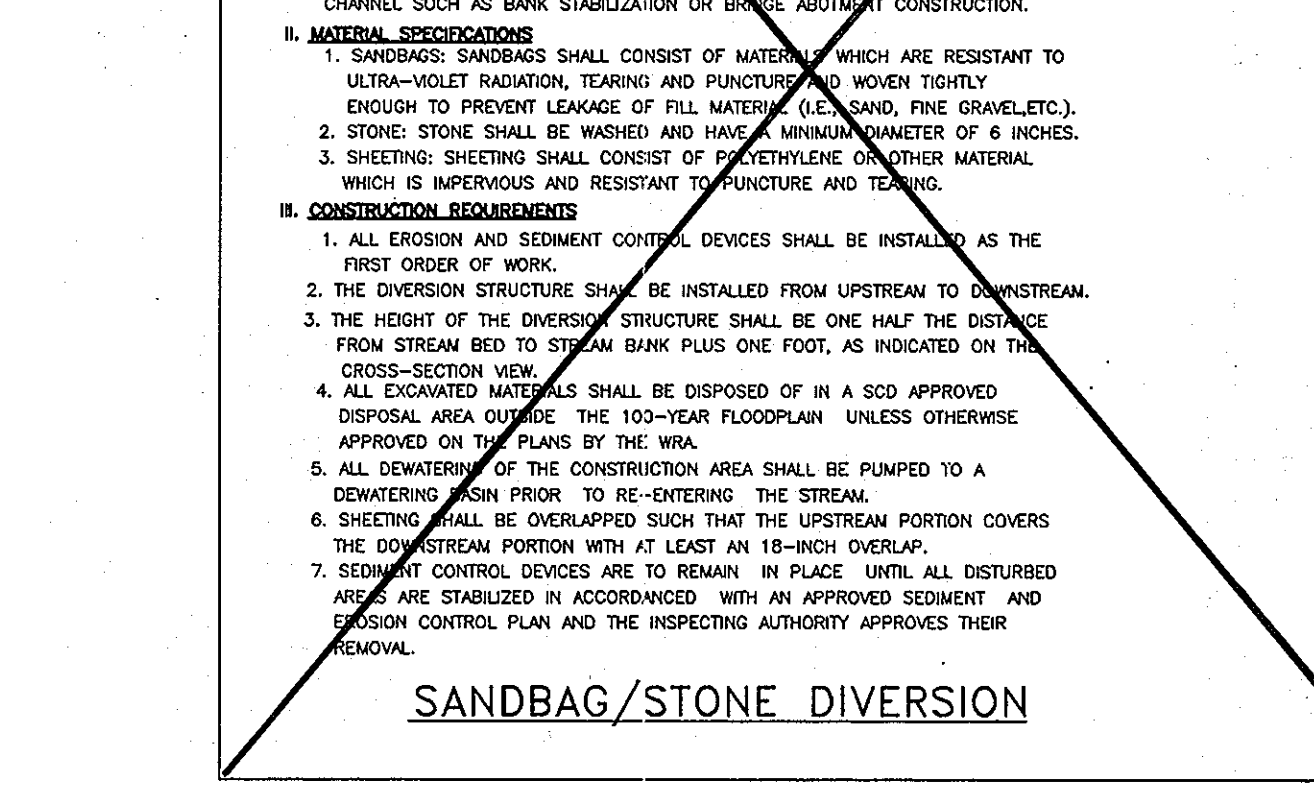 CHANNEL SUCH AS BANK STABILIZATION OR BRIDGE ABUTMENT CONSTRUCTION.
II. MATERIAL SPECIFICATIONS
1. SANDBAGS: SANDBAGS SHALL CONSIST OF MATERIALS WHICH ARE RESISTANT TO
ULTRA-VIOLET RADIATION, TEARING AND PUNCTURE AND WOVEN TIGHTLY
ENOUGH TO PREVENT LEAKAGE OF FILL MATERIAL (I.E., SAND, FINE GRAVEL,ETC.).
2. STONE: STONE SHALL BE WASHED AND HAVE A MINIMUM DIAMETER OF 6 INCHES.
3. SHEETING: SHEETING SHALL CONSIST OF POLYETHYLENE OR OTHER MATERIAL
WHICH IS IMPERVIOUS AND RESISTANT TO PUNCTURE AND TEARING.
III. CONSTRUCTION REQUIREMENTS
1. ALL EROSION AND SEDIMENT CONTROL DEVICES SHALL BE INSTALLED AS THE
FIRST ORDER OF WORK.
2. THE DIVERSION STRUCTURE SHALL BE INSTALLED FROM UPSTREAM TO DOWNSTREAM.
3. THE HEIGHT OF THE DIVERSION STRUCTURE SHALL BE ONE HALF THE DISTANCE
FROM STREAM BED TO STREAM BANK PLUS ONE FOOT, AS INDICATED ON THE
CROSS-SECTION VIEW.
4. ALL EXCAVATED MATERIALS SHALL BE DISPOSED OF IN A SCD APPROVED
DISPOSAL AREA OUTSIDE THE 100-YEAR FLOODPLAIN UNLESS OTHERWISE
APPROVED ON THE PLANS BY THE WRA.
5. ALL DEWATERING OF THE CONSTRUCTION AREA SHALL BE PUMPED TO A
DEWATERING BASIN PRIOR TO RE-ENTERING THE STREAM.
6. SHEETING SHALL BE OVERLAPPED SUCH THAT THE UPSTREAM PORTION COVERS
THE DOWNSTREAM PORTION WITH AT LEAST AN 18-INCH OVERLAP.
7. SEDIMENT CONTROL DEVICES ARE TO REMAIN IN PLACE UNTIL ALL DISTURBED
AREAS ARE STABILIZED IN ACCORDANCED WITH AN APPROVED SEDIMENT AND
EROSION CONTROL PLAN AND THE INSPECTING AUTHORITY APPROVES THEIR
REMOVAL.
SANDBAG/STONE DIVERSION